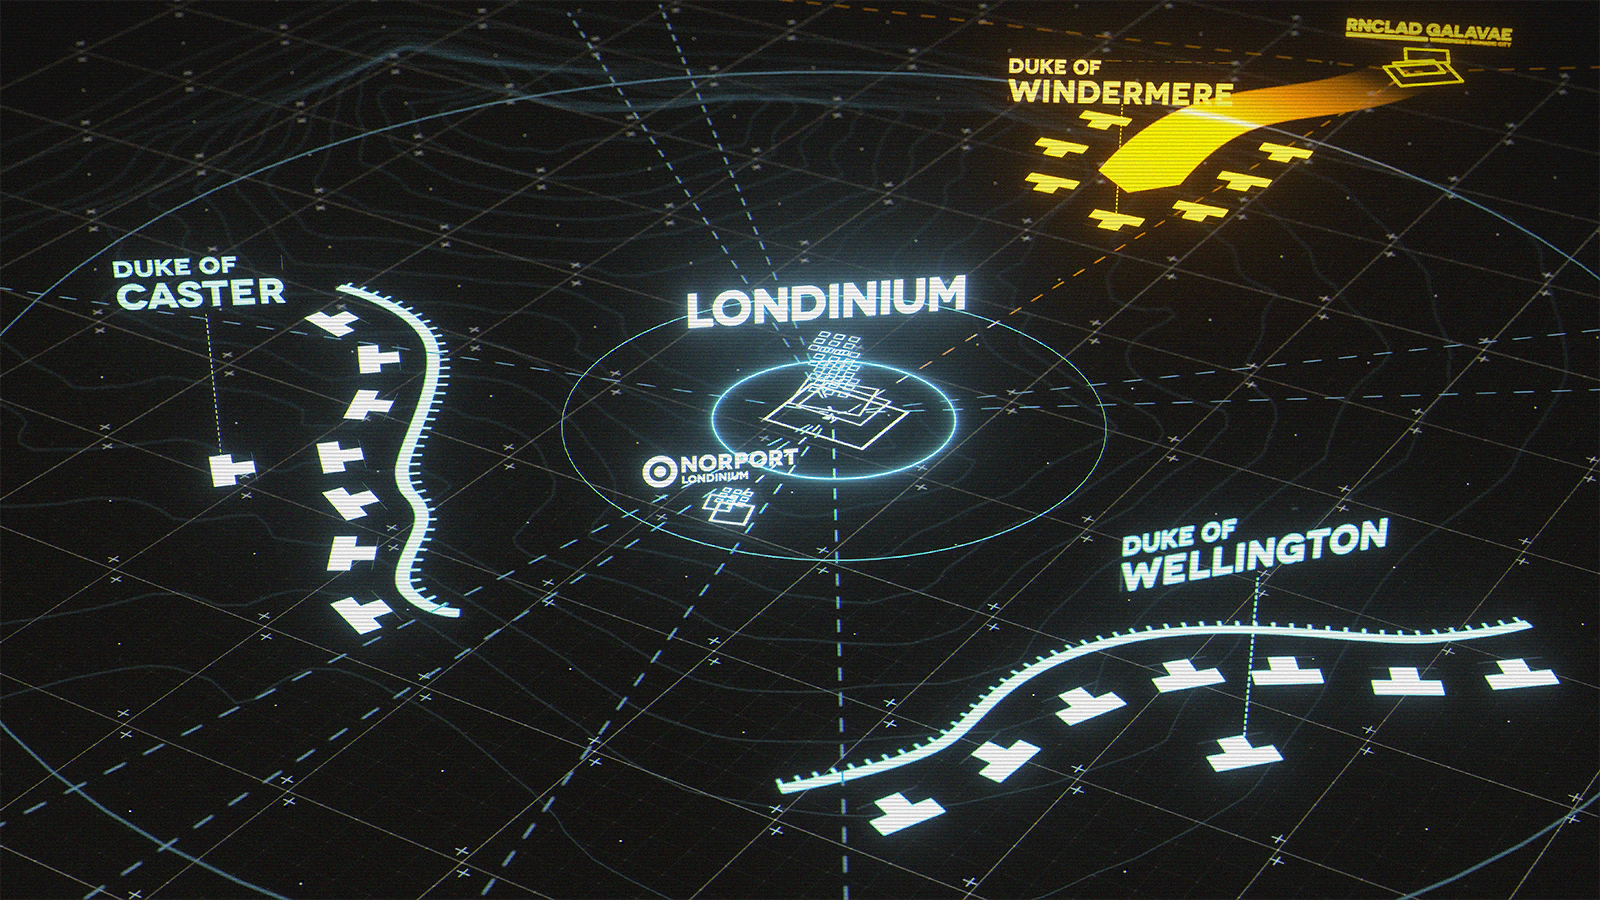 RNCLAD GALAVAE
DUKE OF
WINDERMERE
DUKE OF
CASTER
LONDINIUM
NORPORT
LONDINIUM
DUKE OF
WELLINGTON